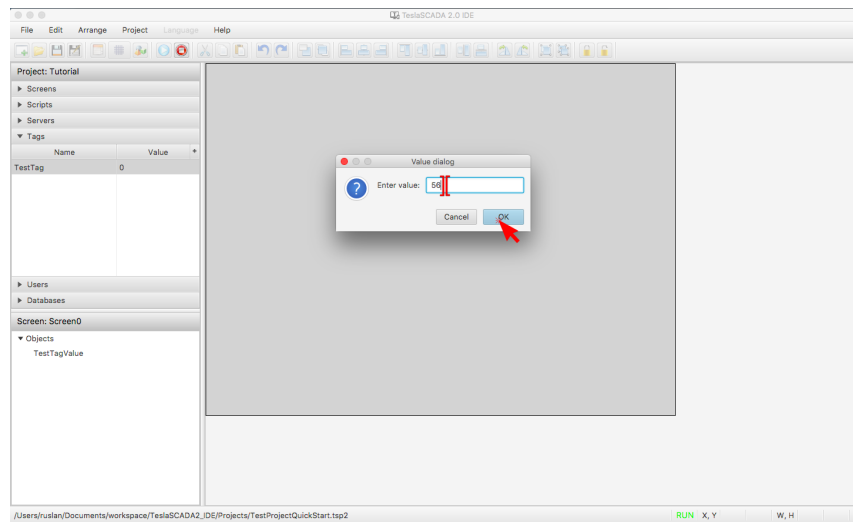 TeslaSCADA 2.0 IDE
File Edit Arrange Project Language Help
Project: Tutorial
Screens
Scripts
Servers
Tags
Name Value +
TestTag 0
Value dialog
Enter value: 56
Cancel OK
Users
Databases
Screen: Screen0
Objects
TestTagValue
/Users/ruslan/Documents/workspace/TeslaSCADA2_IDE/Projects/TestProjectQuickStart.tsp2 RUN X, Y W, H